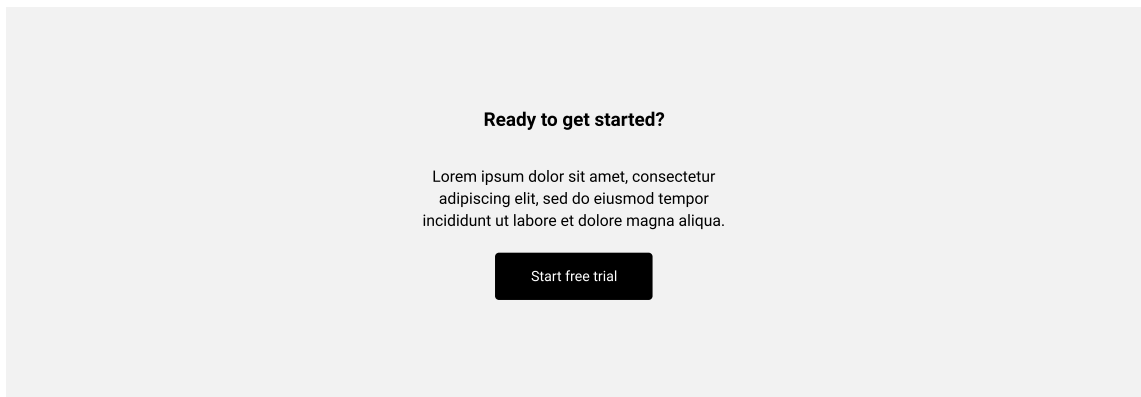 Ready to get started?
Lorem ipsum dolor sit amet, consectetur
adipiscing elit, sed do eiusmod tempor
incididunt ut labore et dolore magna aliqua.
Start free trial